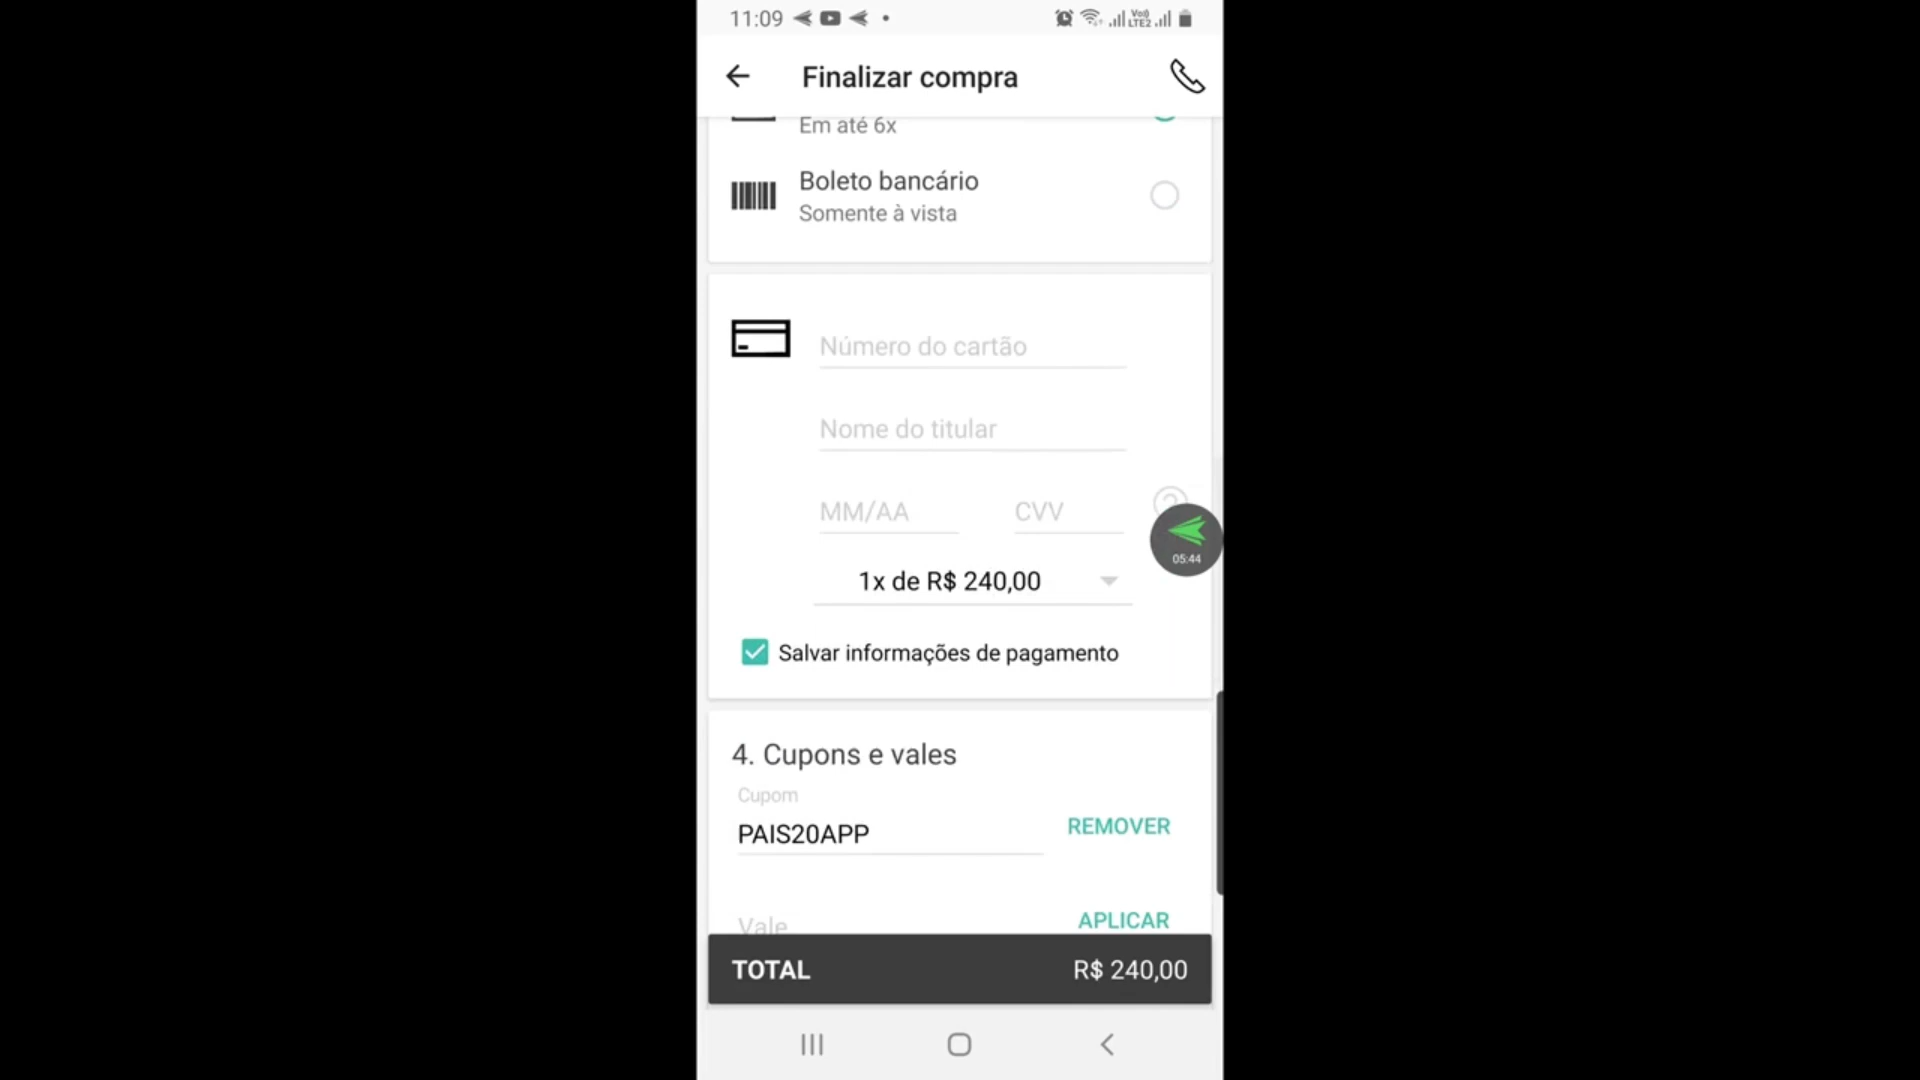 11:09
Vo))
LTE2
Finalizar compra
Em até 6x
Boleto bancário
Somente à vista
Número do cartão
Nome do titular
MM/AA CVV
?
05:44
1x de R$ 240,00
Salvar informações de pagamento
4. Cupons e vales
Cupom
PAIS20APP REMOVER
Vale APLICAR
TOTAL R$ 240,00